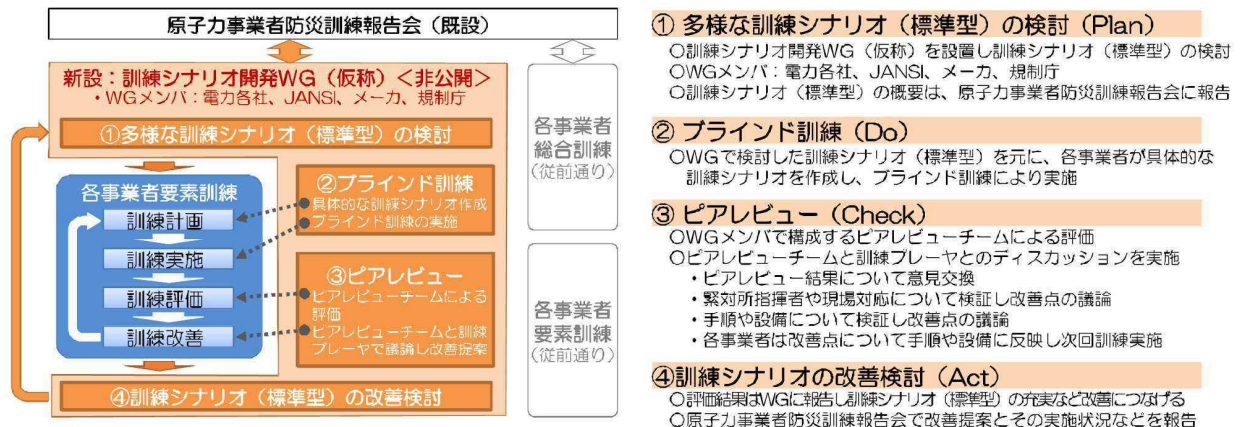 原子力事業者防災訓練報告会（既設）
新設：訓練シナリオ開発WG（仮称）＜非公開＞
・WGメンバ：電力各社、JANSI、メーカ、規制庁
①多様な訓練シナリオ（標準型）の検討
各事業者要素訓練
訓練計画
訓練実施
訓練評価
訓練改善
②ブラインド訓練
●具体的な訓練シナリオ作成
●ブラインド訓練の実施
③ピアレビュー
●ピアレビューチームによる
評価
●ピアレビューチームと訓練
プレーヤで議論し改善提案
④訓練シナリオ（標準型）の改善検討
各事業者
総合訓練
（従前通り）
各事業者
要素訓練
（従前通り）
① 多様な訓練シナリオ（標準型）の検討（Plan）
○訓練シナリオ開発WG（仮称）を設置し訓練シナリオ（標準型）の検討
○WGメンバ：電力各社、JANSI、メーカ、規制庁
○訓練シナリオ（標準型）の概要は、原子力事業者防災訓練報告会に報告
② ブラインド訓練（Do）
○WGで検討した訓練シナリオ（標準型）を元に、各事業者が具体的な
訓練シナリオを作成し、ブラインド訓練により実施
③ ピアレビュー（Check）
○WGメンバで構成するピアレビューチームによる評価
○ピアレビューチームと訓練プレーヤとのディスカッションを実施
・ピアレビュー結果について意見交換
・緊対所指揮者や現場対応について検証し改善点の議論
・手順や設備について検証し改善点の議論
・各事業者は改善点について手順や設備に反映し次回訓練実施
④訓練シナリオの改善検討（Act）
○評価結果はWGに報告し訓練シナリオ（標準型）の充実など改善につなげる
○原子力事業者防災訓練報告会で改善提案とその実施状況などを報告